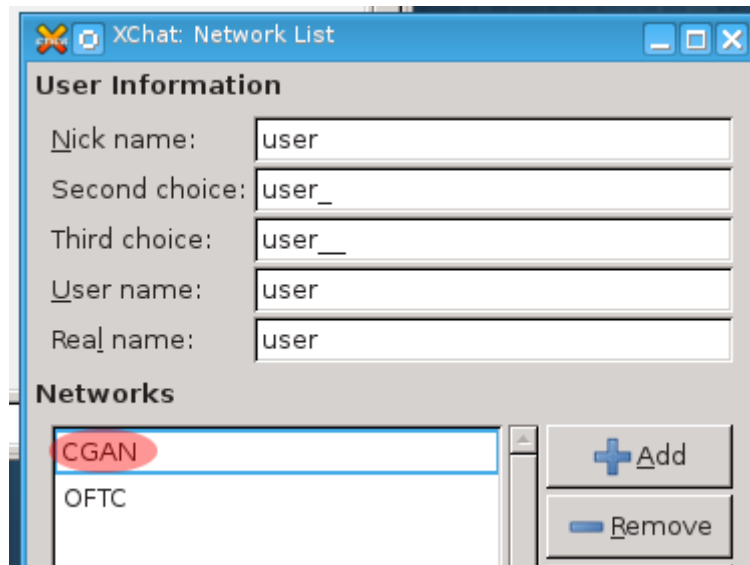 XChat: Network List
User Information
Nick name: user
Second choice: user_
Third choice: user__
User name: user
Real name: user
Networks
CGAN
Add
OFTC
Remove